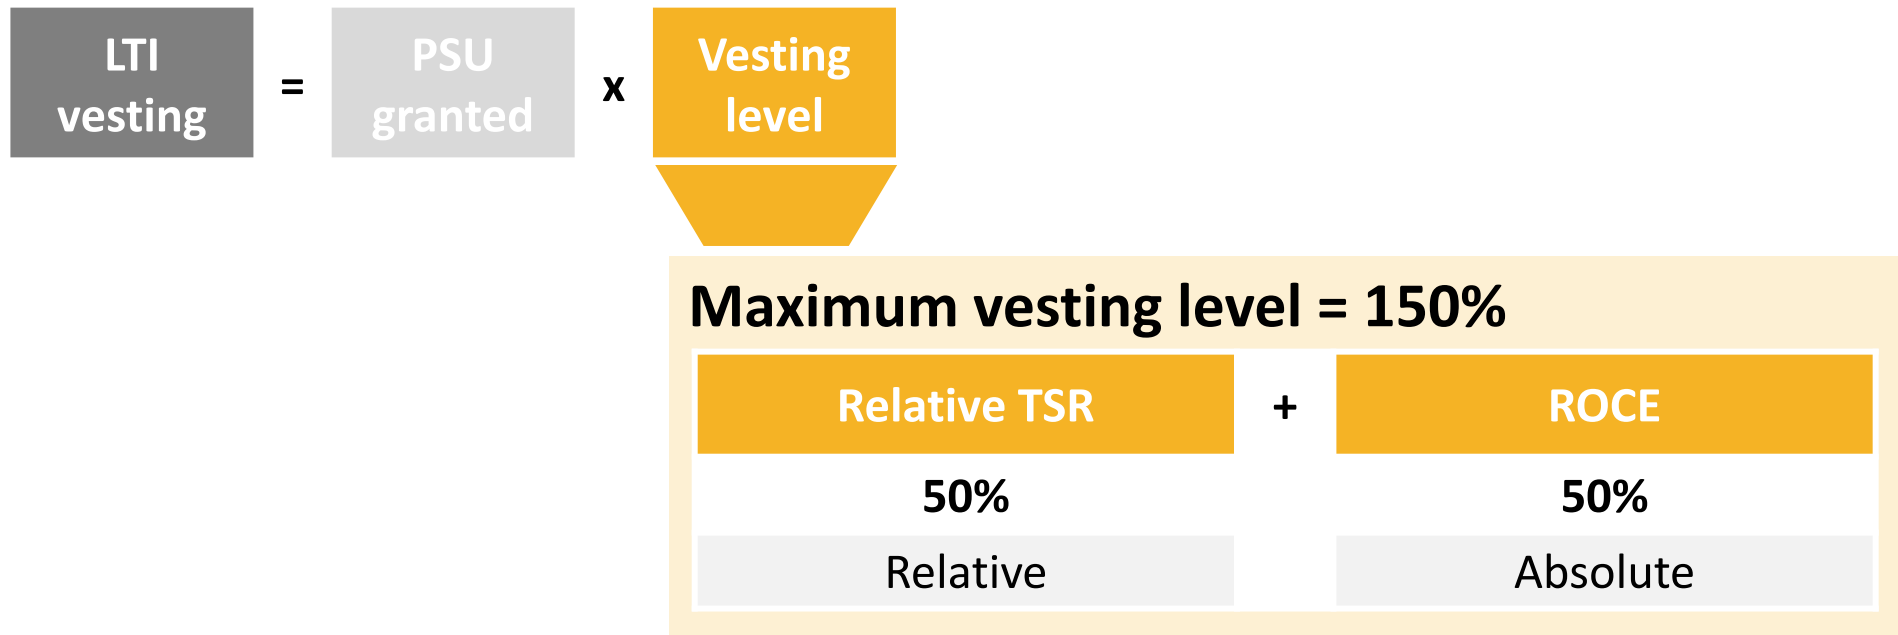 LTI
vesting
=
PSU
granted
x
Vesting
level
Maximum vesting level = 150%
Relative TSR + ROCE
50% 50%
Relative Absolute